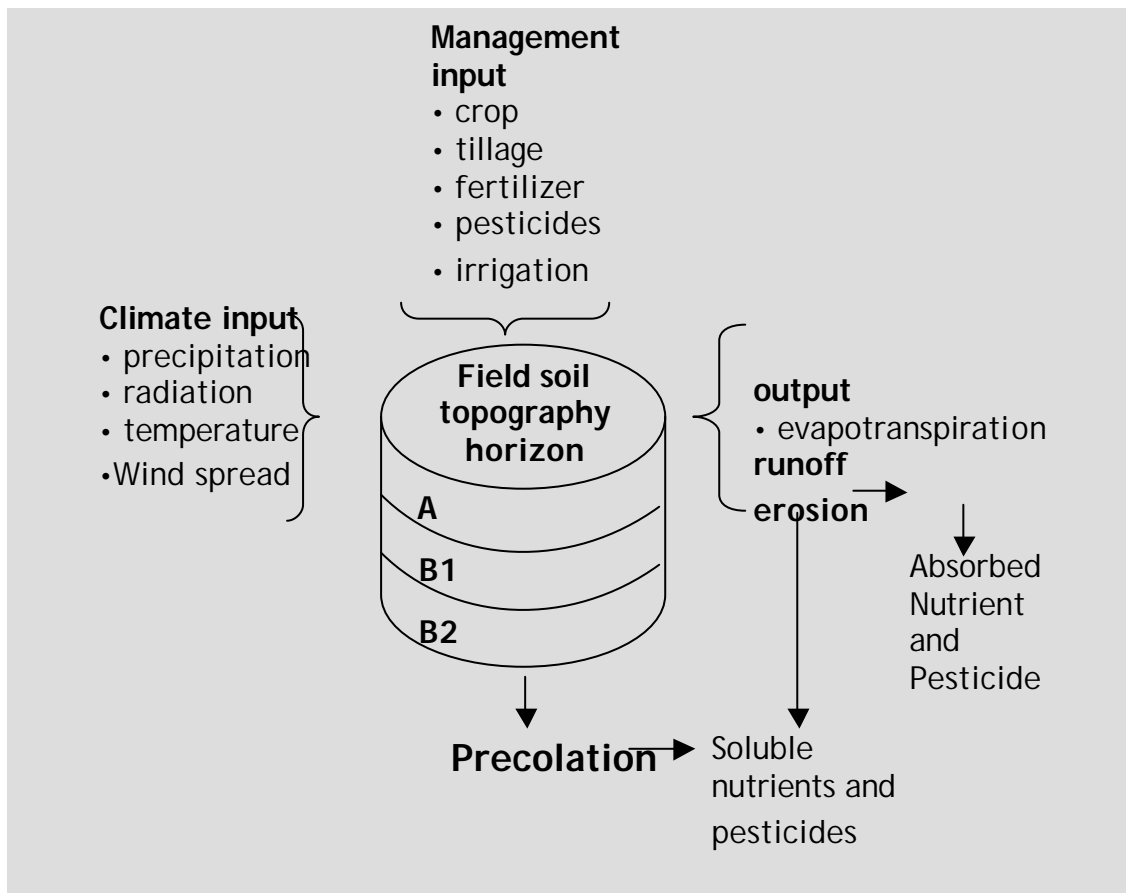 Management
input
• crop
• tillage
• fertilizer
• pesticides
• irrigation
Climate input
• precipitation
• radiation
• temperature
•Wind spread
Field soil
topography
horizon
A
B1
B2
output
• evapotranspiration
runoff
erosion
Absorbed
Nutrient
and
Pesticide
Precolation
Soluble
nutrients and
pesticides